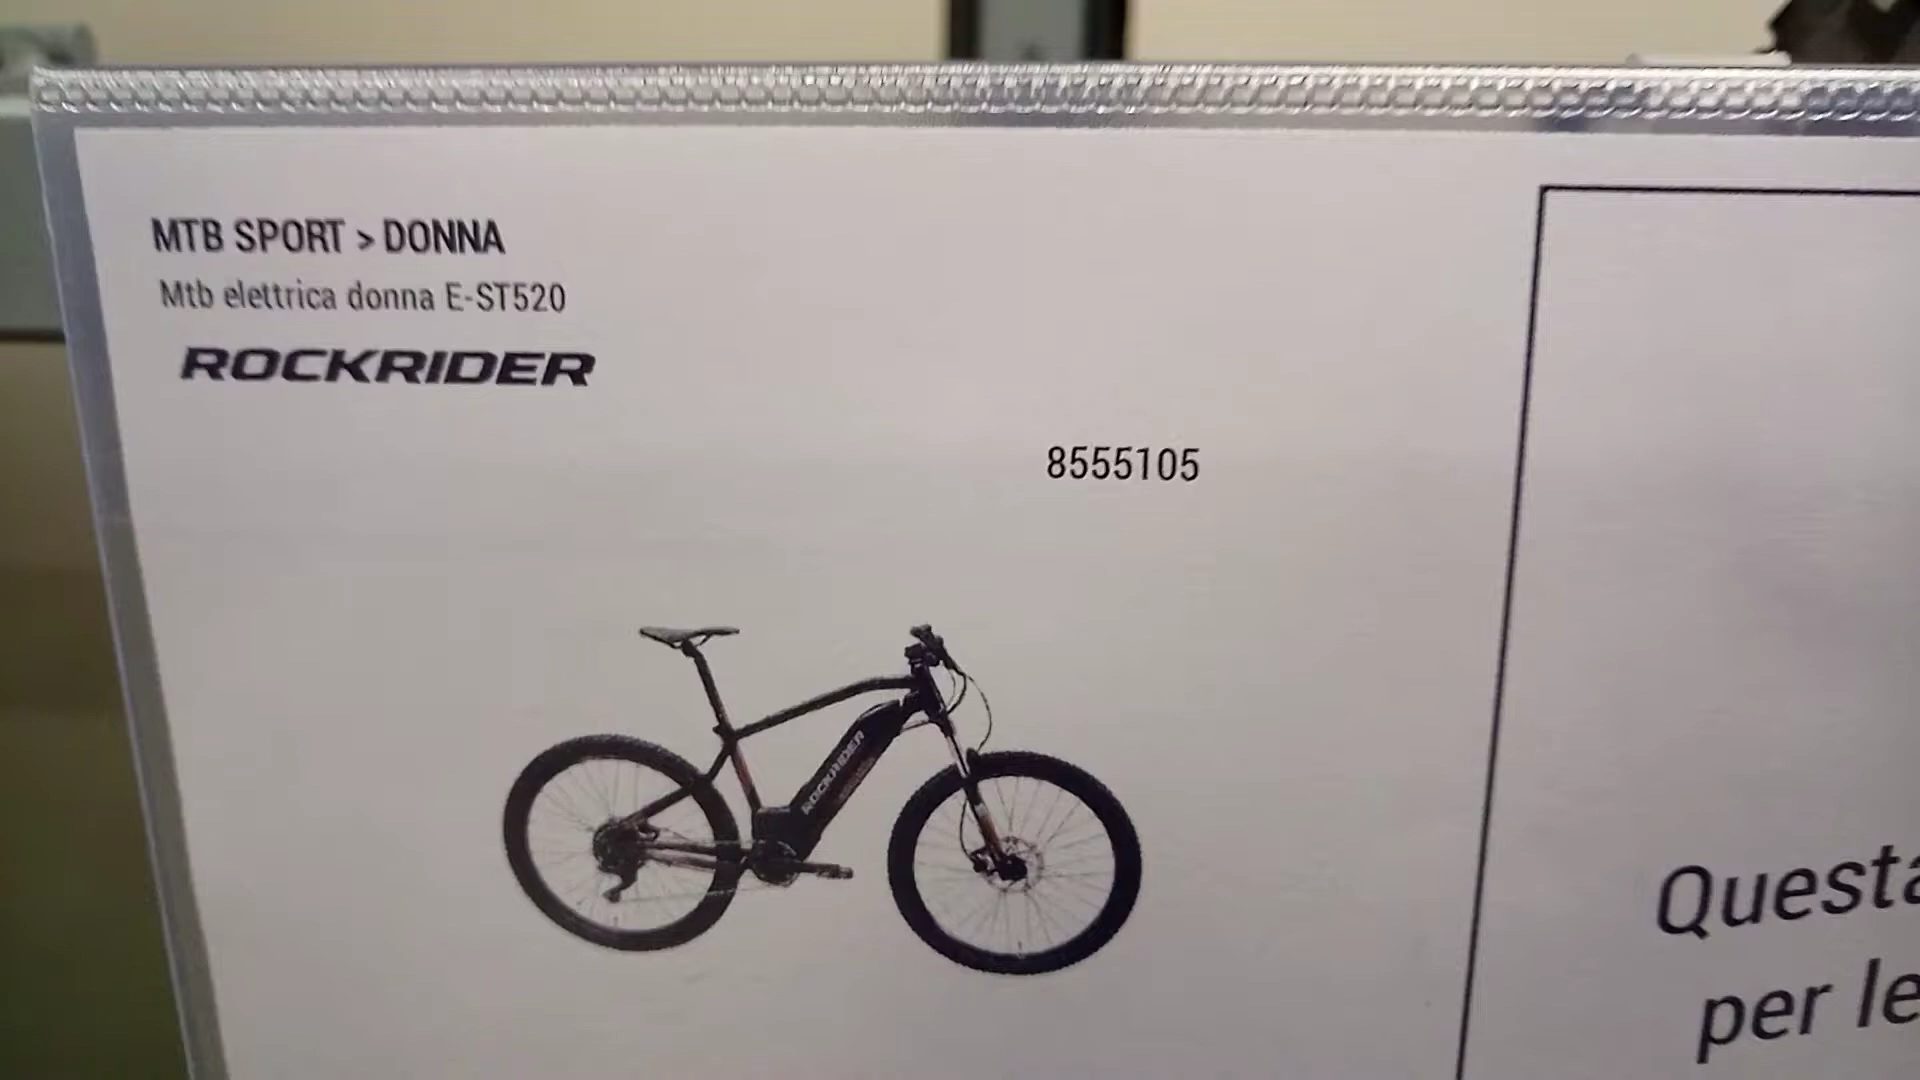 MTB SPORT > DONNA
Mtb elettrica donna E-ST520
ROCKRIDER
8555105
ROCKRIDER
Questa
per le